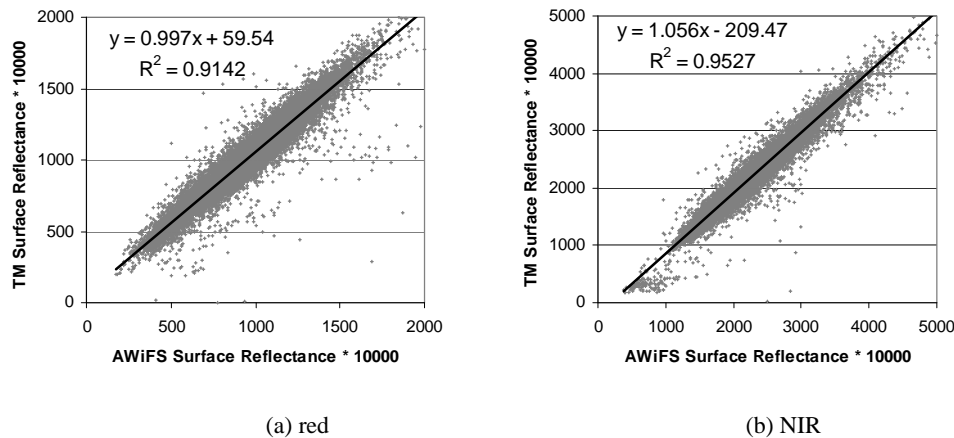 y = 0.997x + 59.54
R² = 0.9142
TM Surface Reflectance * 10000
2000
1500
1000
500
0
0 500 1000 1500 2000
AWiFS Surface Reflectance * 10000
(a) red
y = 1.056x - 209.47
R² = 0.9527
TM Surface Reflectance * 10000
5000
4000
3000
2000
1000
0
0 1000 2000 3000 4000 5000
AWiFS Surface Reflectance * 10000
(b) NIR